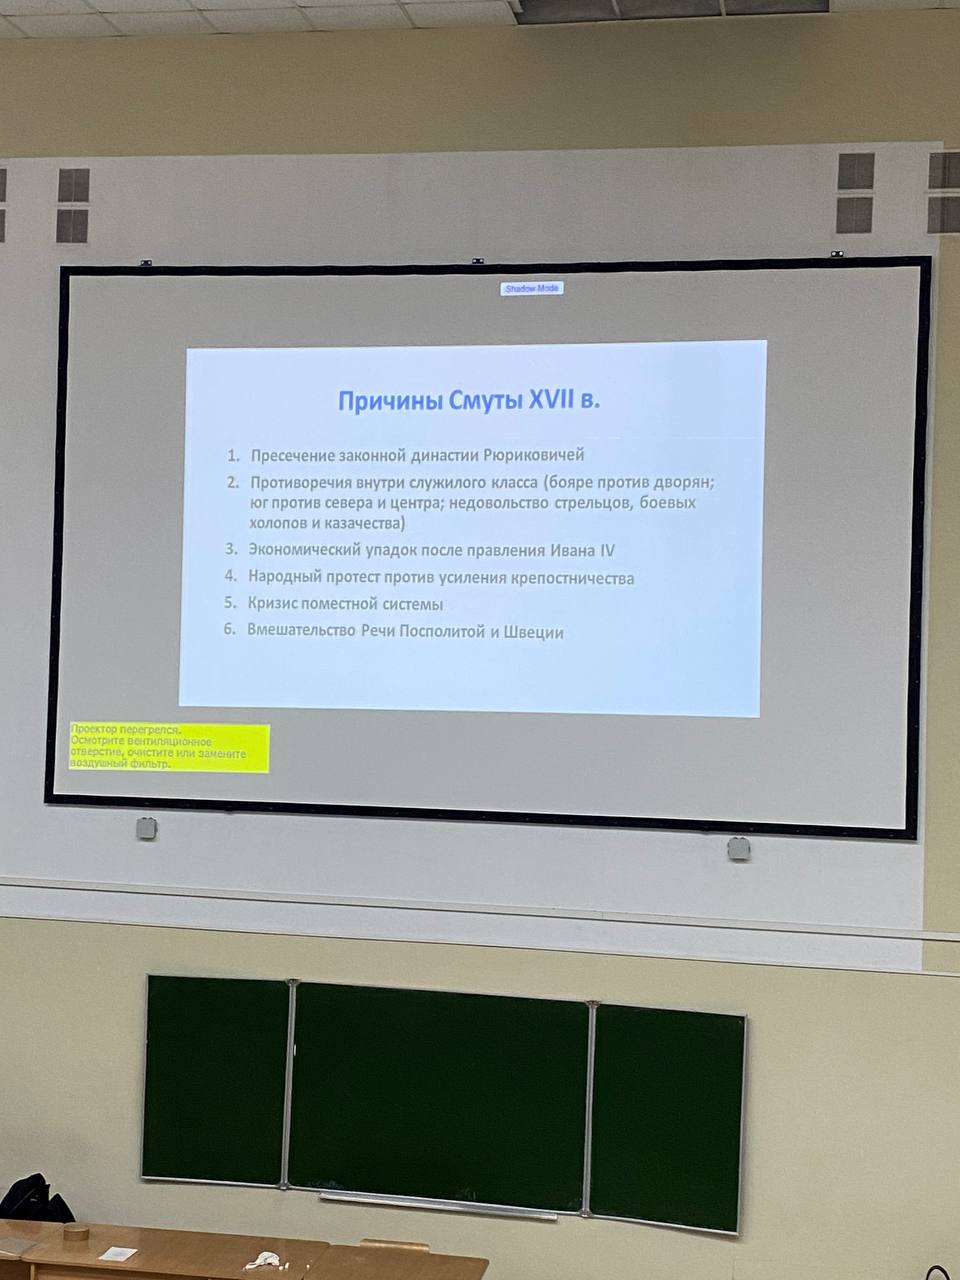 Shadow Mode
Причины Смуты XVII в.
1. Пресечение законной династии Рюриковичей
2. Противоречия внутри служилого класса (бояре против дворян;
юг против севера и центра; недовольство стрельцов, боевых
холопов и казачества)
3. Экономический упадок после правления Ивана IV
4. Народный протест против усиления крепостничества
5. Кризис поместной системы
6. Вмешательство Речи Посполитой и Швеции
Проектор перегрелся.
Осмотрите вентиляционное
отверстие, очистите или замените
воздушный фильтр.